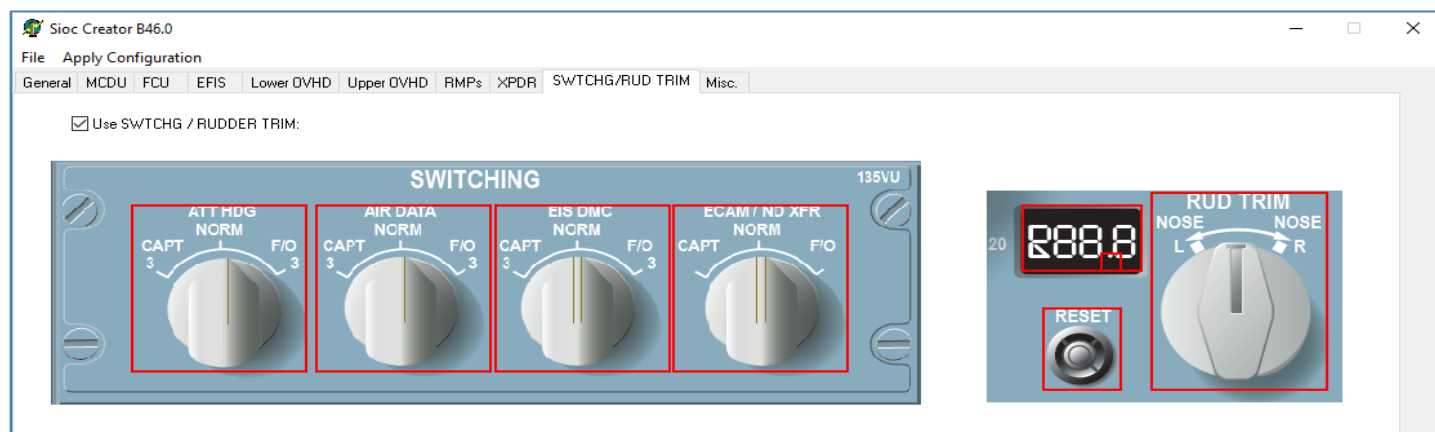 Sioc Creator B46.0
File Apply Configuration
General MCDU FCU EFIS Lower OVHD Upper OVHD RMPs XPDR SWTCHG/RUD TRIM Misc.
Use SWTCHG / RUDDER TRIM:
SWITCHING 135VU
ATT HDG AIR DATA EIS DMC ECAM / ND XFR
NORM NORM NORM NORM
CAPT F/O CAPT F/O CAPT F/O CAPT F/O
3 3 3 3 3 3
RUD TRIM
NOSE NOSE
L R
20
RESET